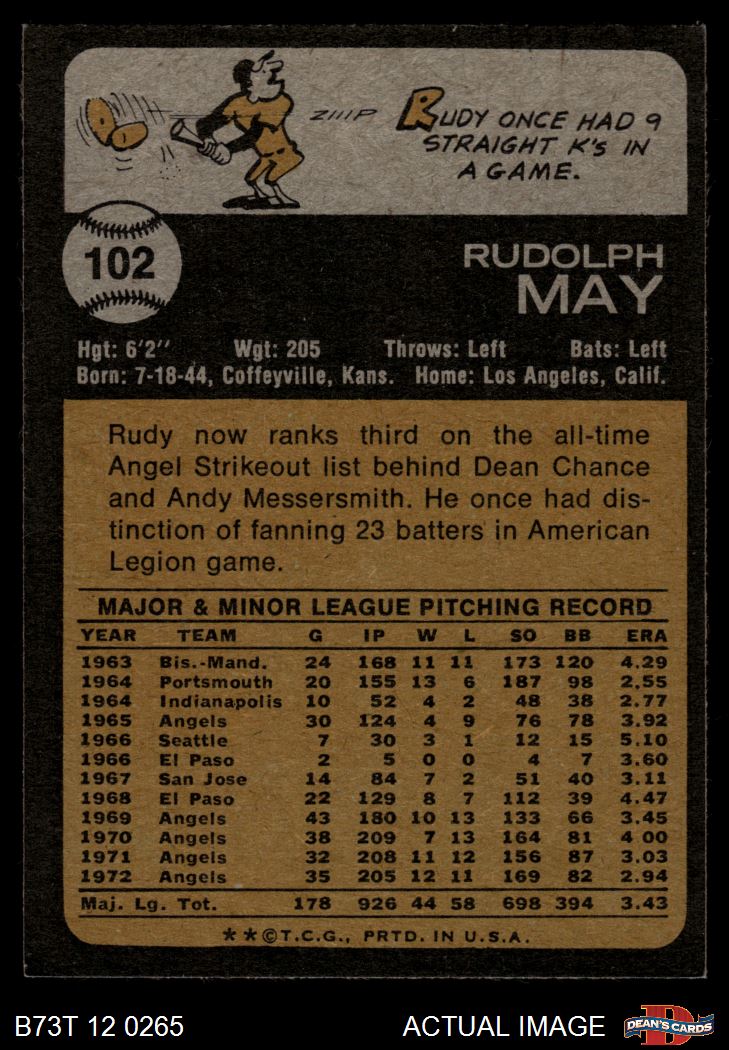 ZIIIP
RUDY ONCE HAD 9
STRAIGHT K'S IN
A GAME.
102
RUDOLPH
MAY
Hgt: 6'2" Wgt: 205 Throws: Left Bats: Left
Born: 7-18-44, Coffeyville, Kans. Home: Los Angeles, Calif.
Rudy now ranks third on the all-time
Angel Strikeout list behind Dean Chance
and Andy Messersmith. He once had dis-
tinction of fanning 23 batters in American
Legion game.
MAJOR & MINOR LEAGUE PITCHING RECORD
YEAR TEAM G IP W L SO BB ERA
1963 Bis.-Mand. 24 168 11 11 173 120 4.29
1964 Portsmouth 20 155 13 6 187 98 2.55
1964 Indianapolis 10 52 4 2 48 38 2.77
1965 Angels 30 124 4 9 76 78 3.92
1966 Seattle 7 30 3 1 12 15 5.10
1966 El Paso 2 5 0 0 4 7 3.60
1967 San Jose 14 84 7 2 51 40 3.11
1968 El Paso 22 129 8 7 112 39 4.47
1969 Angels 43 180 10 13 133 66 3.45
1970 Angels 38 209 7 13 164 81 4 00
1971 Angels 32 208 11 12 156 87 3.03
1972 Angels 35 205 12 11 169 82 2.94
Maj. Lg. Tot. 178 926 44 58 698 394 3.43
**©T.C.G., PRTD. IN U.S.A.
B73T 12 0265 ACTUAL IMAGE
D
DEAN'S CARDS